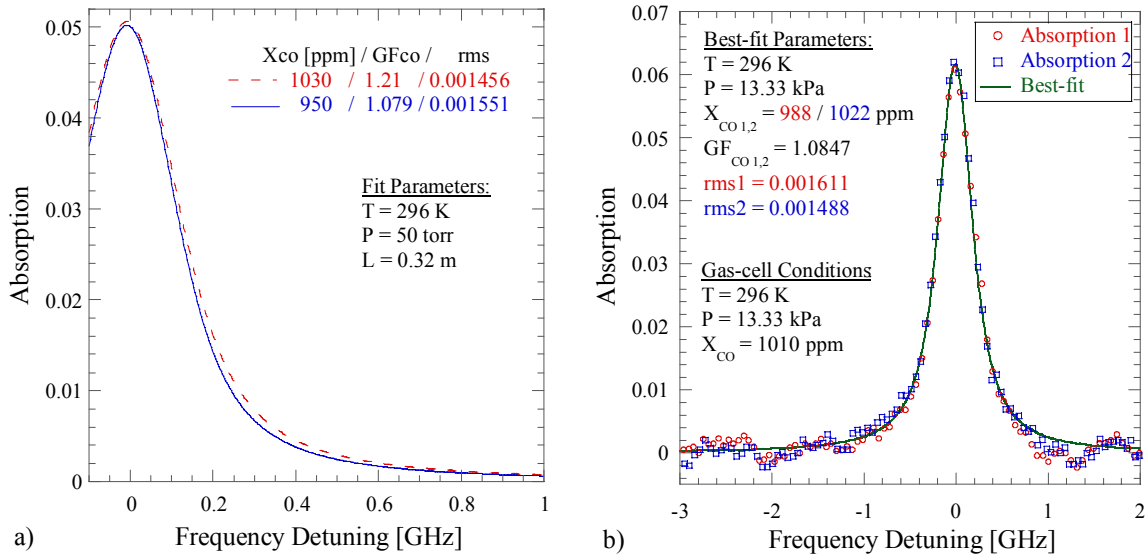 0.05
0.04
0.03
0.02
0.01
0
Absorption
Xco [ppm] / GFco / rms
1030 / 1.21 / 0.001456
950 / 1.079 / 0.001551
Fit Parameters:
T = 296 K
P = 50 torr
L = 0.32 m
0 0.2 0.4 0.6 0.8 1
Frequency Detuning [GHz]
a)
0.07
0.06
0.05
0.04
0.03
0.02
0.01
0
Absorption
Best-fit Parameters:
T = 296 K
P = 13.33 kPa
X_CO 1,2 = 988 / 1022 ppm
GF_CO 1,2 = 1.0847
rms1 = 0.001611
rms2 = 0.001488
Gas-cell Conditions
T = 296 K
P = 13.33 kPa
X_CO = 1010 ppm
Absorption 1
Absorption 2
Best-fit
-3 -2 -1 0 1 2
Frequency Detuning [GHz]
b)